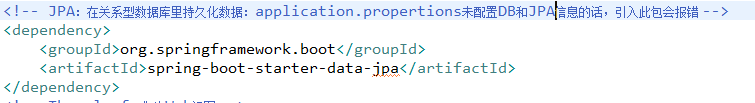 <!-- JPA：在关系型数据库里持久化数据：application.propertions未配置DB和JPA信息的话，引入此包会报错 -->
<dependency>
    <groupId>org.springframework.boot</groupId>
    <artifactId>spring-boot-starter-data-jpa</artifactId>
</dependency>